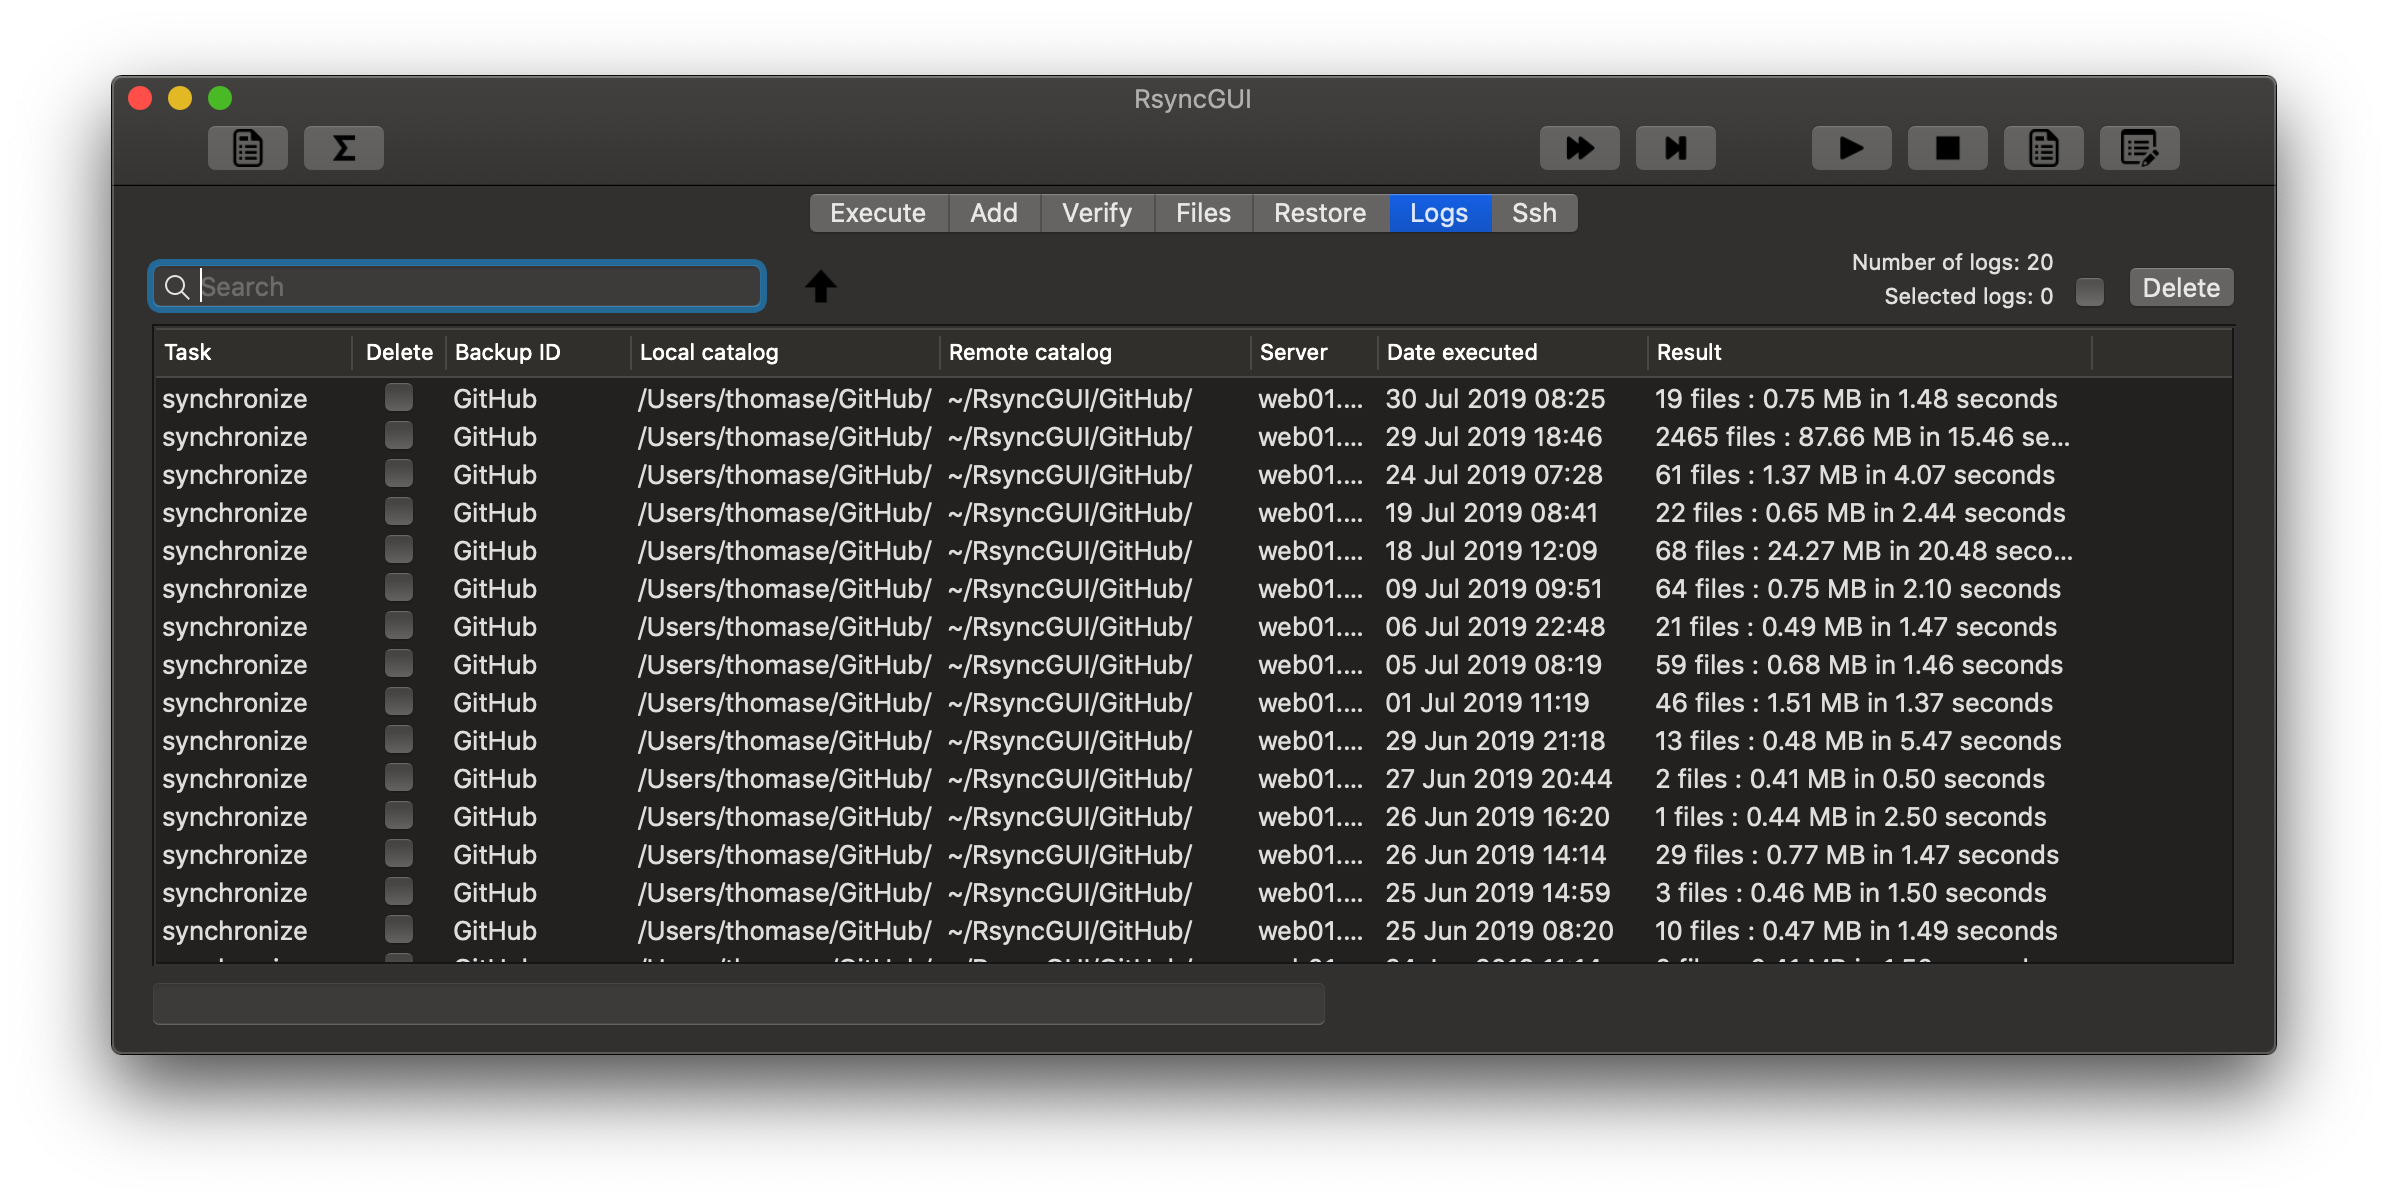 RsyncGUI
Execute Add Verify Files Restore Logs Ssh
Search
Number of logs: 20
Selected logs: 0
Delete
Task Delete Backup ID Local catalog Remote catalog Server Date executed Result
synchronize GitHub /Users/thomase/GitHub/ ~/RsyncGUI/GitHub/ web01.... 30 Jul 2019 08:25 19 files : 0.75 MB in 1.48 seconds
synchronize GitHub /Users/thomase/GitHub/ ~/RsyncGUI/GitHub/ web01.... 29 Jul 2019 18:46 2465 files : 87.66 MB in 15.46 se...
synchronize GitHub /Users/thomase/GitHub/ ~/RsyncGUI/GitHub/ web01.... 24 Jul 2019 07:28 61 files : 1.37 MB in 4.07 seconds
synchronize GitHub /Users/thomase/GitHub/ ~/RsyncGUI/GitHub/ web01.... 19 Jul 2019 08:41 22 files : 0.65 MB in 2.44 seconds
synchronize GitHub /Users/thomase/GitHub/ ~/RsyncGUI/GitHub/ web01.... 18 Jul 2019 12:09 68 files : 24.27 MB in 20.48 seco...
synchronize GitHub /Users/thomase/GitHub/ ~/RsyncGUI/GitHub/ web01.... 09 Jul 2019 09:51 64 files : 0.75 MB in 2.10 seconds
synchronize GitHub /Users/thomase/GitHub/ ~/RsyncGUI/GitHub/ web01.... 06 Jul 2019 22:48 21 files : 0.49 MB in 1.47 seconds
synchronize GitHub /Users/thomase/GitHub/ ~/RsyncGUI/GitHub/ web01.... 05 Jul 2019 08:19 59 files : 0.68 MB in 1.46 seconds
synchronize GitHub /Users/thomase/GitHub/ ~/RsyncGUI/GitHub/ web01.... 01 Jul 2019 11:19 46 files : 1.51 MB in 1.37 seconds
synchronize GitHub /Users/thomase/GitHub/ ~/RsyncGUI/GitHub/ web01.... 29 Jun 2019 21:18 13 files : 0.48 MB in 5.47 seconds
synchronize GitHub /Users/thomase/GitHub/ ~/RsyncGUI/GitHub/ web01.... 27 Jun 2019 20:44 2 files : 0.41 MB in 0.50 seconds
synchronize GitHub /Users/thomase/GitHub/ ~/RsyncGUI/GitHub/ web01.... 26 Jun 2019 16:20 1 files : 0.44 MB in 2.50 seconds
synchronize GitHub /Users/thomase/GitHub/ ~/RsyncGUI/GitHub/ web01.... 26 Jun 2019 14:14 29 files : 0.77 MB in 1.47 seconds
synchronize GitHub /Users/thomase/GitHub/ ~/RsyncGUI/GitHub/ web01.... 25 Jun 2019 14:59 3 files : 0.46 MB in 1.50 seconds
synchronize GitHub /Users/thomase/GitHub/ ~/RsyncGUI/GitHub/ web01.... 25 Jun 2019 08:20 10 files : 0.47 MB in 1.49 seconds